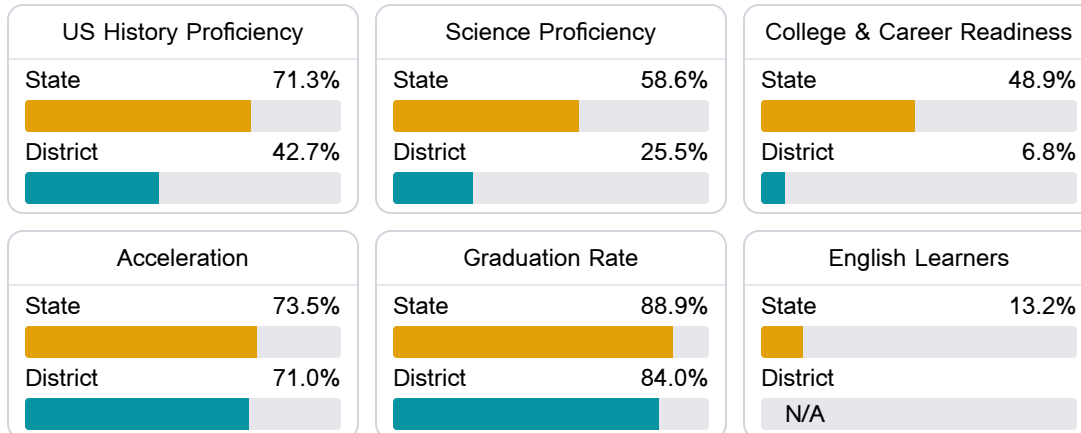 US History Proficiency
State 71.3%
District 42.7%
Science Proficiency
State 58.6%
District 25.5%
College & Career Readiness
State 48.9%
District 6.8%
Acceleration
State 73.5%
District 71.0%
Graduation Rate
State 88.9%
District 84.0%
English Learners
State 13.2%
District
N/A